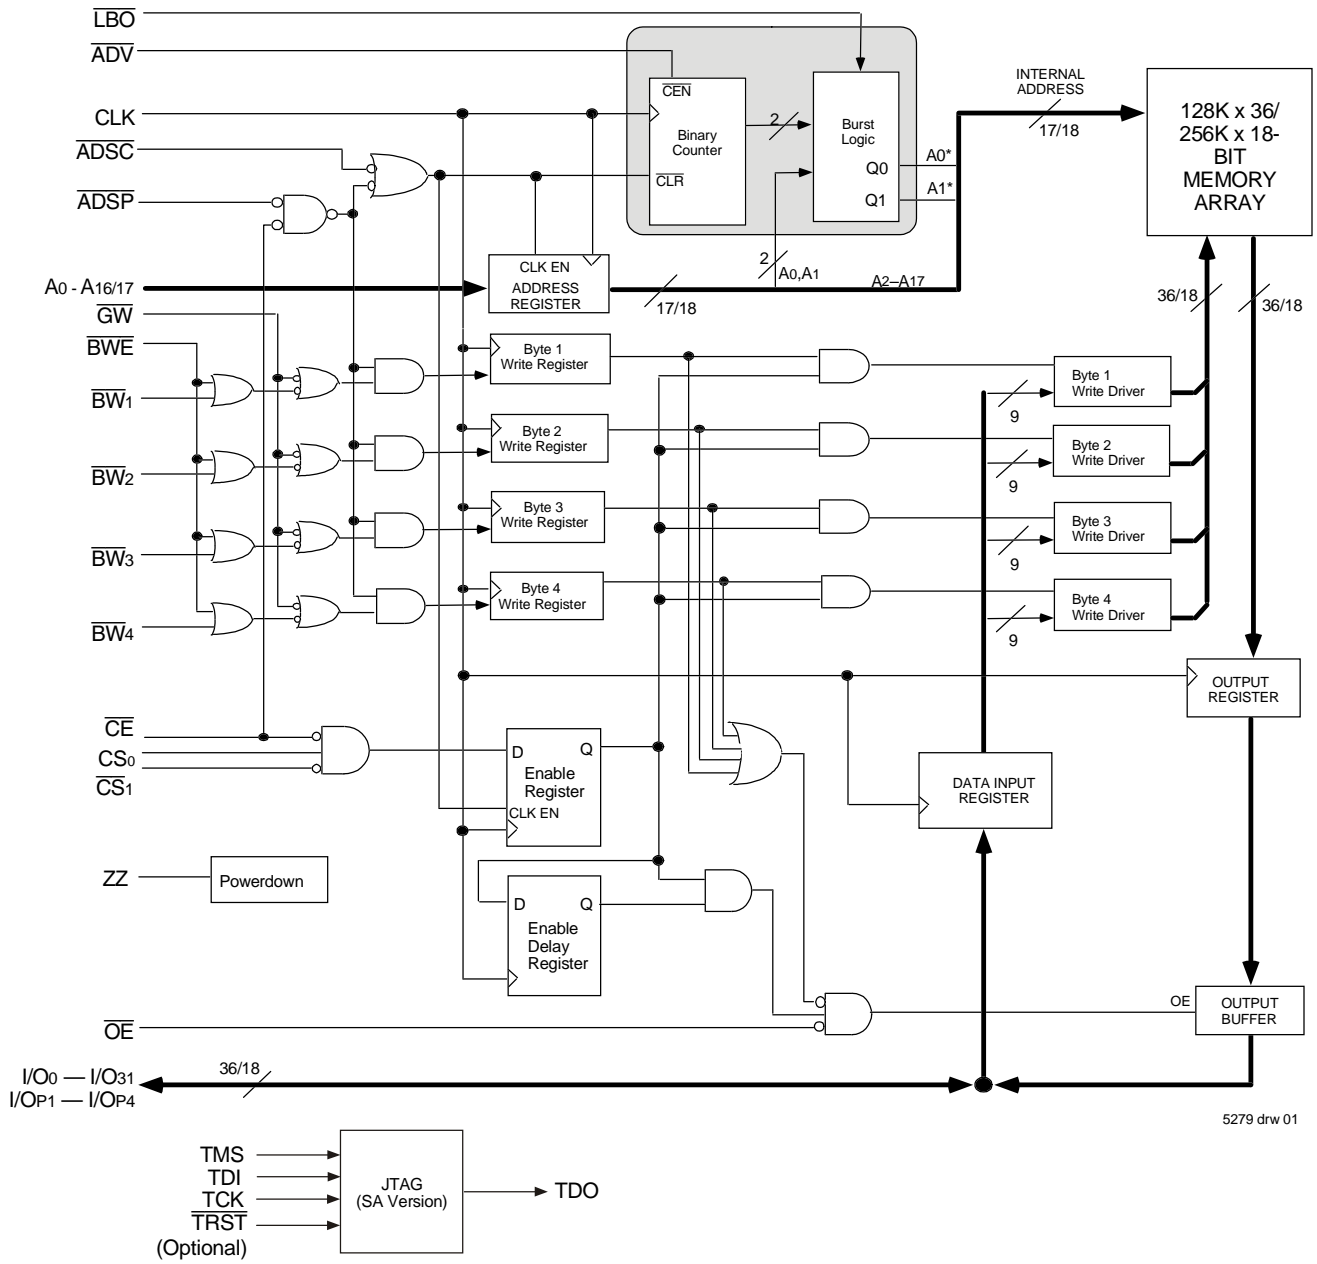 LBO
ADV
CLK
ADSC
ADSP
A0 - A16/17
GW
BWE
BW1
BW2
BW3
BW4
CE
CS0
CS1
ZZ
OE
I/O0 — I/O31
I/OP1 — I/OP4
CEN
Binary
Counter
CLR
2
Burst
Logic
Q0
Q1
A0*
A1*
INTERNAL
ADDRESS
17/18
128K x 36/
256K x 18-
BIT
MEMORY
ARRAY
CLK EN
ADDRESS
REGISTER
17/18
2
A0,A1
A2–A17
36/18
36/18
Byte 1
Write Register
Byte 2
Write Register
Byte 3
Write Register
Byte 4
Write Register
Byte 1
Write Driver
9
Byte 2
Write Driver
9
Byte 3
Write Driver
9
Byte 4
Write Driver
9
OUTPUT
REGISTER
D
Q
Enable
Register
CLK EN
DATA INPUT
REGISTER
Powerdown
D
Q
Enable
Delay
Register
OE
OUTPUT
BUFFER
36/18
5279 drw 01
TMS
TDI
TCK
TRST
(Optional)
JTAG
(SA Version)
TDO